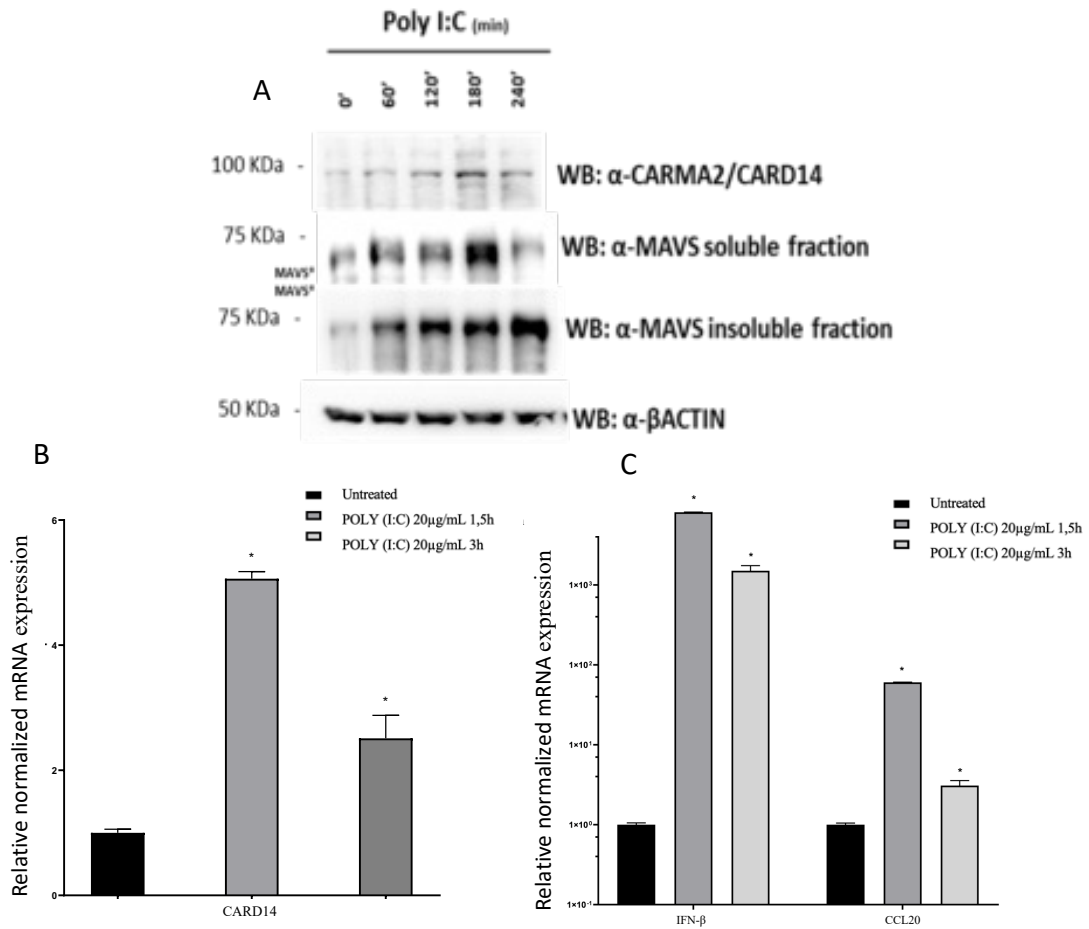 Poly I:C (min)
A
0' 60' 120' 180' 240'
100 KDa -
WB: α-CARMA2/CARD14
75 KDa -
WB: α-MAVS soluble fraction
MAVS*
MAVS*
75 KDa -
WB: α-MAVS insoluble fraction
50 KDa -
WB: α-βACTIN
B
Untreated
POLY (I:C) 20µg/mL 1,5h
POLY (I:C) 20µg/mL 3h
Relative normalized mRNA expression
6
4
2
0
*
*
CARD14
C
Untreated
POLY (I:C) 20µg/mL 1,5h
POLY (I:C) 20µg/mL 3h
Relative normalized mRNA expression
1×10³
1×10²
1×10¹
1×10⁰
1×10⁻¹
*
*
*
*
IFN-β
CCL20